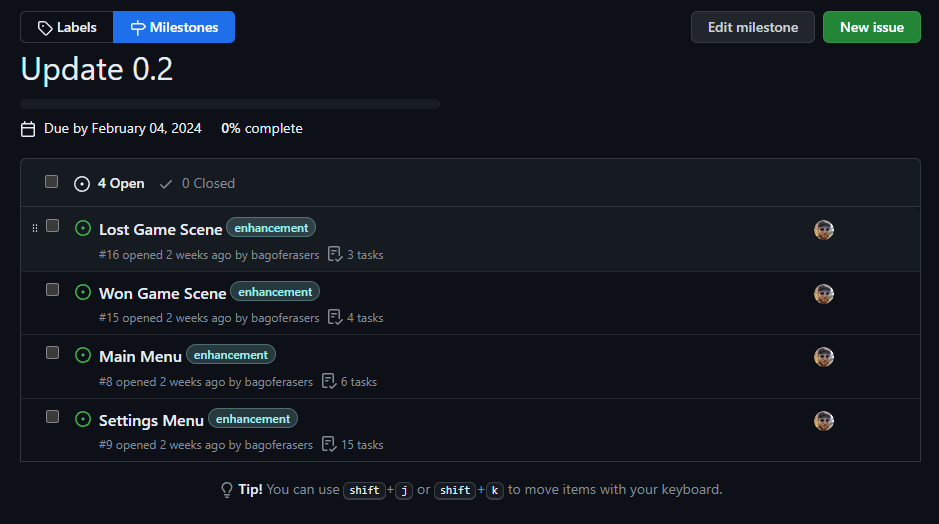 Labels Milestones Edit milestone New issue
Update 0.2
Due by February 04, 2024 0% complete
4 Open 0 Closed
Lost Game Scene enhancement
#16 opened 2 weeks ago by bagoferasers 3 tasks
Won Game Scene enhancement
#15 opened 2 weeks ago by bagoferasers 4 tasks
Main Menu enhancement
#8 opened 2 weeks ago by bagoferasers 6 tasks
Settings Menu enhancement
#9 opened 2 weeks ago by bagoferasers 15 tasks
Tip! You can use shift+j or shift+k to move items with your keyboard.